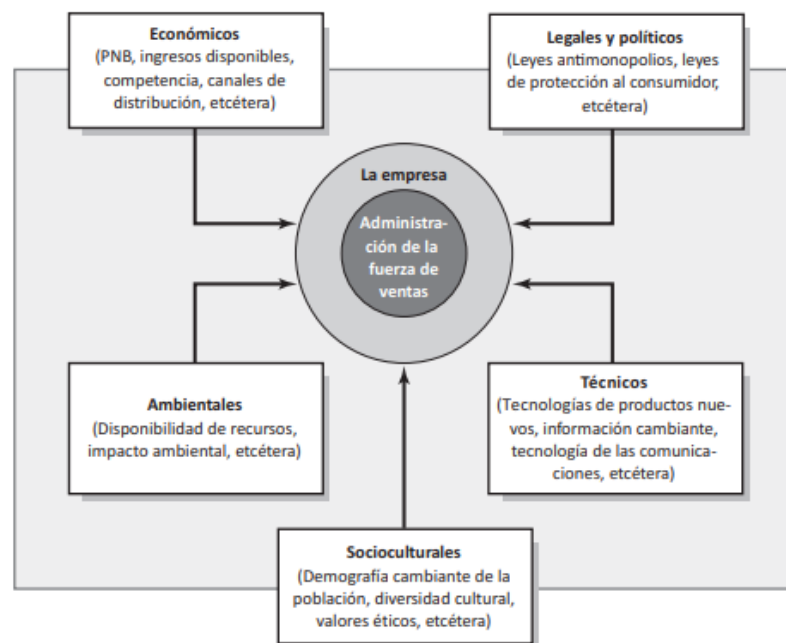 Económicos
(PNB, ingresos disponibles,
competencia, canales de
distribución, etcétera)
Legales y políticos
(Leyes antimonopolios, leyes
de protección al consumidor,
etcétera)
La empresa
Administra-
ción de la
fuerza de
ventas
Ambientales
(Disponibilidad de recursos,
impacto ambiental, etcétera)
Técnicos
(Tecnologías de productos nue-
vos, información cambiante,
tecnología de las comunica-
ciones, etcétera)
Socioculturales
(Demografía cambiante de la
población, diversidad cultural,
valores éticos, etcétera)